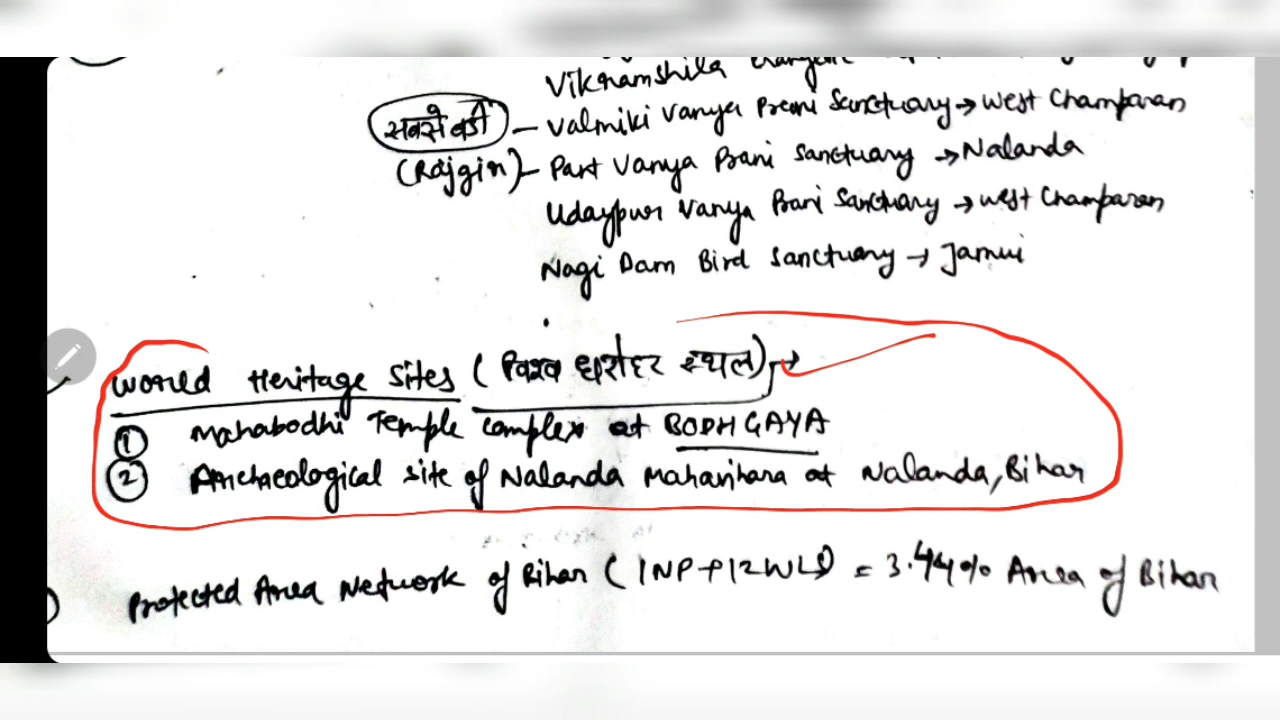 Vikramshila
सबसे बडी – Valmiki Vanya Prani Sanctuary → West Champaran
(Rajgir) – Pant Vanya Prani Sanctuary → Nalanda
Udaypur Vanya Prani Sanctuary → West Champaran
Nagi Dam Bird Sanctuary → Jamui
World Heritage Sites (विश्व धरोहर स्थल) →
① Mahabodhi Temple Complex at BODHGAYA
② Archaeological site of Nalanda Mahavihara at Nalanda, Bihar
Protected Area Network of Bihar (1NP+12WLS) = 3.44% Area of Bihar